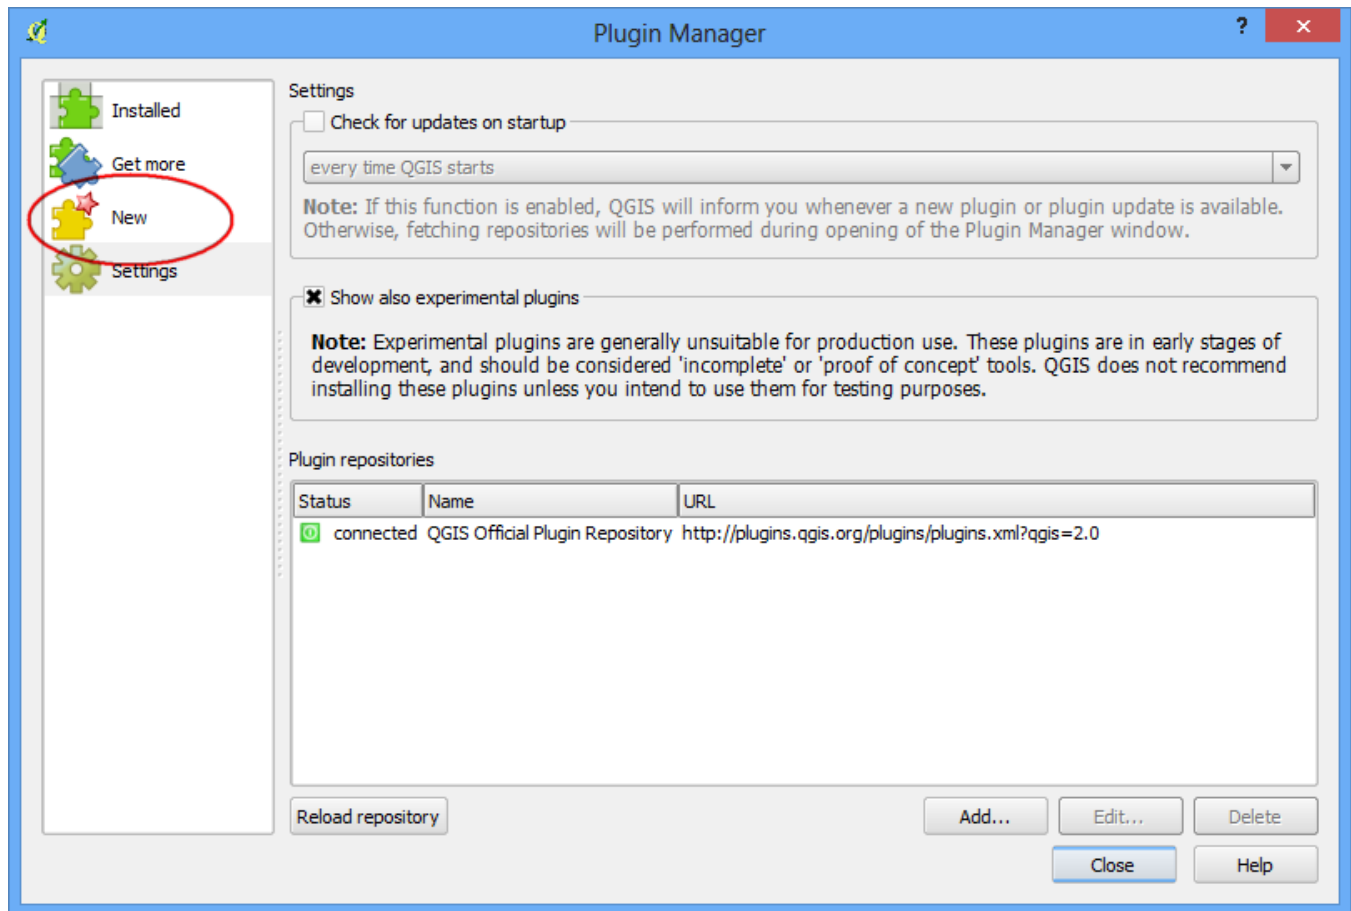 Plugin Manager
?
Installed
Get more
New
Settings
Settings
Check for updates on startup
every time QGIS starts
Note: If this function is enabled, QGIS will inform you whenever a new plugin or plugin update is available.
Otherwise, fetching repositories will be performed during opening of the Plugin Manager window.
Show also experimental plugins
Note: Experimental plugins are generally unsuitable for production use. These plugins are in early stages of
development, and should be considered 'incomplete' or 'proof of concept' tools. QGIS does not recommend
installing these plugins unless you intend to use them for testing purposes.
Plugin repositories
Status Name URL
connected QGIS Official Plugin Repository http://plugins.qgis.org/plugins/plugins.xml?qgis=2.0
Reload repository Add... Edit... Delete
Close Help